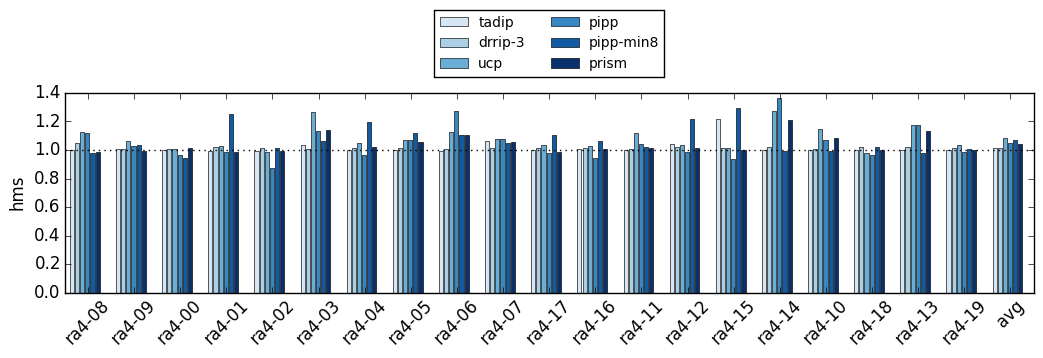 tadip pipp
drrip-3 pipp-min8
ucp prism
1.4
1.2
1.0
0.8
0.6
0.4
0.2
0.0
hms
ra4-08 ra4-09 ra4-00 ra4-01 ra4-02 ra4-03 ra4-04 ra4-05 ra4-06 ra4-07 ra4-17 ra4-16 ra4-11 ra4-12 ra4-15 ra4-14 ra4-10 ra4-18 ra4-13 ra4-19 avg